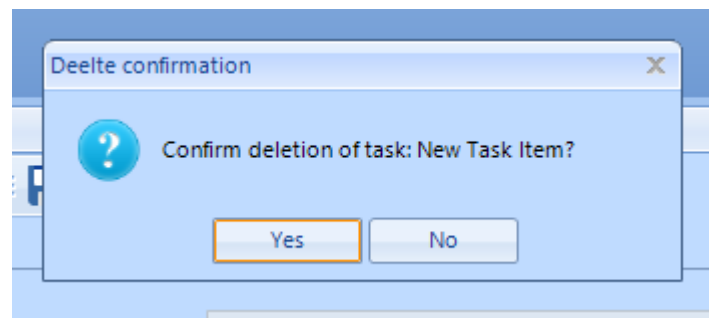 Deelte confirmation
Confirm deletion of task: New Task Item?
Yes
No